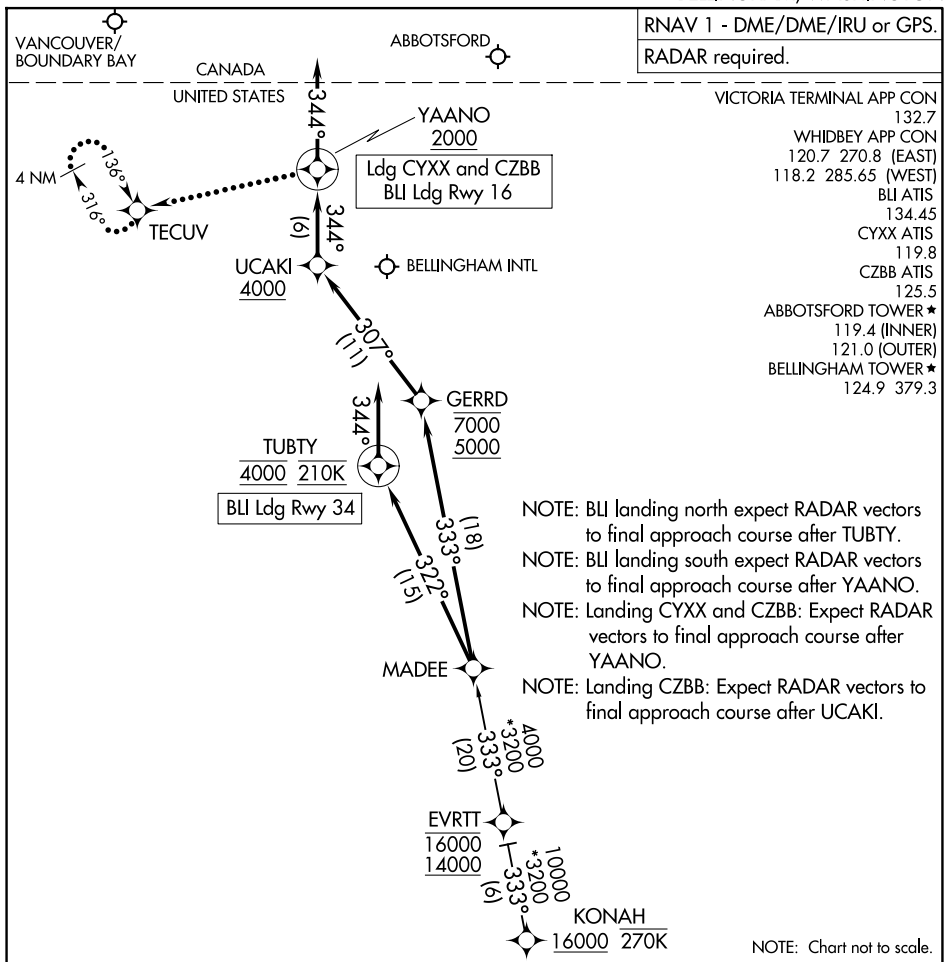 RNAV 1 - DME/DME/IRU or GPS.
RADAR required.
VANCOUVER/
BOUNDARY BAY
ABBOTSFORD
CANADA
UNITED STATES
344°
YAANO
2000
Ldg CYXX and CZBB
BLI Ldg Rwy 16
4 NM
136°
316°
TECUV
344°
(6)
UCAKI
4000
BELLINGHAM INTL
VICTORIA TERMINAL APP CON
132.7
WHIDBEY APP CON
120.7 270.8 (EAST)
118.2 285.65 (WEST)
BLI ATIS
134.45
CYXX ATIS
119.8
CZBB ATIS
125.5
ABBOTSFORD TOWER ★
119.4 (INNER)
121.0 (OUTER)
BELLINGHAM TOWER ★
124.9 379.3
307°
(11)
GERRD
7000
5000
344°
TUBTY
4000 210K
BLI Ldg Rwy 34
(18)
333°
322°
(15)
MADEE
NOTE: BLI landing north expect RADAR vectors
to final approach course after TUBTY.
NOTE: BLI landing south expect RADAR vectors
to final approach course after YAANO.
NOTE: Landing CYXX and CZBB: Expect RADAR
vectors to final approach course after
YAANO.
NOTE: Landing CZBB: Expect RADAR vectors to
final approach course after UCAKI.
4000
*3200
333°
(20)
EVRTT
16000
14000
10000
*3200
333°
(6)
KONAH
16000 270K
NOTE: Chart not to scale.